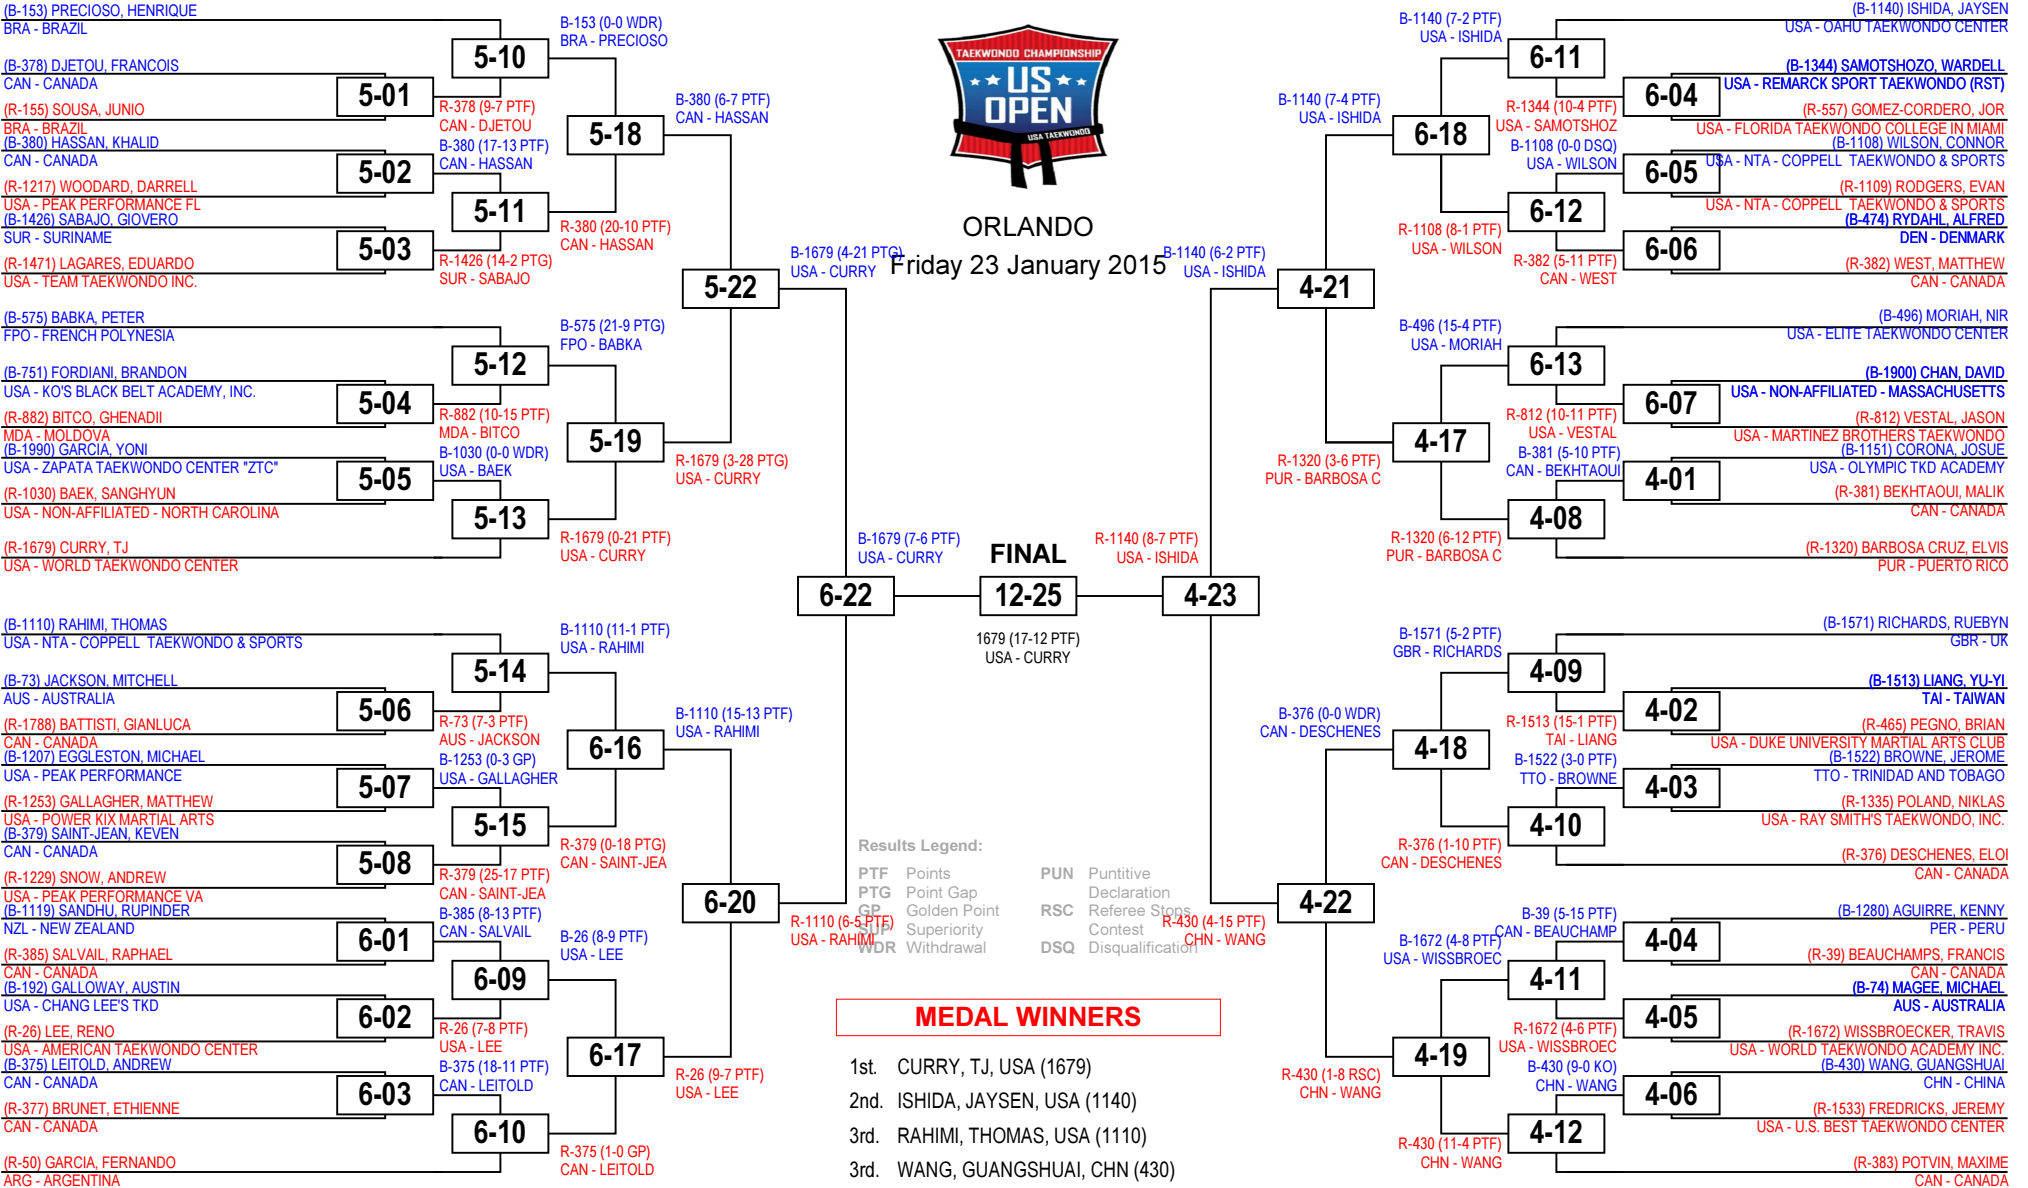 (B-153) PRECIOSO, HENRIQUE
BRA - BRAZIL
(B-378) DJETOU, FRANCOIS
CAN - CANADA
(R-155) SOUSA, JUNIO
BRA - BRAZIL
(B-380) HASSAN, KHALID
CAN - CANADA
(R-1217) WOODARD, DARRELL
USA - PEAK PERFORMANCE FL
(B-1426) SABAJO, GIOVERO
SUR - SURINAME
(R-1471) LAGARES, EDUARDO
USA - TEAM TAEKWONDO INC.
(B-575) BABKA, PETER
FPO - FRENCH POLYNESIA
(B-751) FORDIANI, BRANDON
USA - KO'S BLACK BELT ACADEMY, INC.
(R-882) BITCO, GHENADII
MDA - MOLDOVA
(B-1990) GARCIA, YONI
USA - ZAPATA TAEKWONDO CENTER "ZTC"
(R-1030) BAEK, SANGHYUN
USA - NON-AFFILIATED - NORTH CAROLINA
(R-1679) CURRY, TJ
USA - WORLD TAEKWONDO CENTER
(B-1110) RAHIMI, THOMAS
USA - NTA - COPPELL TAEKWONDO & SPORTS
(B-73) JACKSON, MITCHELL
AUS - AUSTRALIA
(R-1788) BATTISTI, GIANLUCA
CAN - CANADA
(B-1207) EGGLESTON, MICHAEL
USA - PEAK PERFORMANCE
(R-1253) GALLAGHER, MATTHEW
USA - POWER KIX MARTIAL ARTS
(B-379) SAINT-JEAN, KEVEN
CAN - CANADA
(R-1229) SNOW, ANDREW
USA - PEAK PERFORMANCE VA
(B-1119) SANDHU, RUPINDER
NZL - NEW ZEALAND
(R-385) SALVAIL, RAPHAEL
CAN - CANADA
(B-192) GALLOWAY, AUSTIN
USA - CHANG LEE'S TKD
(R-26) LEE, RENO
USA - AMERICAN TAEKWONDO CENTER
(B-375) LEITOLD, ANDREW
CAN - CANADA
(R-377) BRUNET, ETHIENNE
CAN - CANADA
(R-50) GARCIA, FERNANDO
ARG - ARGENTINA
5-01
5-02
5-03
5-04
5-05
5-06
5-07
5-08
6-01
6-02
6-03
R-378 (9-7 PTF)
CAN - DJETOU
B-380 (17-13 PTF)
CAN - HASSAN
R-1426 (14-2 PTG)
SUR - SABAJO
R-882 (10-15 PTF)
MDA - BITCO
B-1030 (0-0 WDR)
USA - BAEK
R-73 (7-3 PTF)
AUS - JACKSON
B-1253 (0-3 GP)
USA - GALLAGHER
R-379 (25-17 PTF)
CAN - SAINT-JEA
B-385 (8-13 PTF)
CAN - SALVAIL
R-26 (7-8 PTF)
USA - LEE
B-375 (18-11 PTF)
CAN - LEITOLD
5-10
5-11
5-12
5-13
5-14
5-15
6-09
6-10
B-153 (0-0 WDR)
BRA - PRECIOSO
R-380 (20-10 PTF)
CAN - HASSAN
B-575 (21-9 PTG)
FPO - BABKA
R-1679 (0-21 PTF)
USA - CURRY
B-1110 (11-1 PTF)
USA - RAHIMI
R-379 (0-18 PTG)
CAN - SAINT-JEA
B-26 (8-9 PTF)
USA - LEE
R-375 (1-0 GP)
CAN - LEITOLD
5-18
5-19
6-16
6-17
B-380 (6-7 PTF)
CAN - HASSAN
R-1679 (3-28 PTG)
USA - CURRY
B-1110 (15-13 PTF)
USA - RAHIMI
R-26 (9-7 PTF)
USA - LEE
5-22
6-20
B-1679 (4-21 PTG)
USA - CURRY
R-1110 (6-5 PTF)
USA - RAHIMI
6-22
B-1679 (7-6 PTF)
USA - CURRY
TAEKWONDO CHAMPIONSHIP
US
OPEN
USA TAEKWONDO
ORLANDO
Friday 23 January 2015
FINAL
12-25
1679 (17-12 PTF)
USA - CURRY
Results Legend:
PTF Points
PTG Point Gap
GP Golden Point
SUP Superiority
WDR Withdrawal
PUN Puntitive
Declaration
RSC Referee Stops
Contest
DSQ Disqualification
MEDAL WINNERS
1st. CURRY, TJ, USA (1679)
2nd. ISHIDA, JAYSEN, USA (1140)
3rd. RAHIMI, THOMAS, USA (1110)
3rd. WANG, GUANGSHUAI, CHN (430)
R-1140 (8-7 PTF)
USA - ISHIDA
4-23
B-1140 (6-2 PTF)
USA - ISHIDA
R-430 (4-15 PTF)
CHN - WANG
4-21
4-22
B-1140 (7-4 PTF)
USA - ISHIDA
R-1320 (3-6 PTF)
PUR - BARBOSA C
B-376 (0-0 WDR)
CAN - DESCHENES
R-430 (1-8 RSC)
CHN - WANG
6-18
4-17
4-18
4-19
B-1140 (7-2 PTF)
USA - ISHIDA
R-1108 (8-1 PTF)
USA - WILSON
B-496 (15-4 PTF)
USA - MORIAH
R-1320 (6-12 PTF)
PUR - BARBOSA C
B-1571 (5-2 PTF)
GBR - RICHARDS
R-376 (1-10 PTF)
CAN - DESCHENES
B-1672 (4-8 PTF)
USA - WISSBROEC
R-430 (11-4 PTF)
CHN - WANG
6-11
6-12
6-13
4-08
4-09
4-10
4-11
4-12
R-1344 (10-4 PTF)
USA - SAMOTSHOZ
B-1108 (0-0 DSQ)
USA - WILSON
R-382 (5-11 PTF)
CAN - WEST
R-812 (10-11 PTF)
USA - VESTAL
B-381 (5-10 PTF)
CAN - BEKHTAOUI
R-1513 (15-1 PTF)
TAI - LIANG
B-1522 (3-0 PTF)
TTO - BROWNE
B-39 (5-15 PTF)
CAN - BEAUCHAMP
R-1672 (4-6 PTF)
USA - WISSBROEC
B-430 (9-0 KO)
CHN - WANG
6-04
6-05
6-06
6-07
4-01
4-02
4-03
4-04
4-05
4-06
(B-1140) ISHIDA, JAYSEN
USA - OAHU TAEKWONDO CENTER
(B-1344) SAMOTSHOZO, WARDELL
USA - REMARCK SPORT TAEKWONDO (RST)
(R-557) GOMEZ-CORDERO, JOR
USA - FLORIDA TAEKWONDO COLLEGE IN MIAMI
(B-1108) WILSON, CONNOR
USA - NTA - COPPELL TAEKWONDO & SPORTS
(R-1109) RODGERS, EVAN
USA - NTA - COPPELL TAEKWONDO & SPORTS
(B-474) RYDAHL, ALFRED
DEN - DENMARK
(R-382) WEST, MATTHEW
CAN - CANADA
(B-496) MORIAH, NIR
USA - ELITE TAEKWONDO CENTER
(B-1900) CHAN, DAVID
USA - NON-AFFILIATED - MASSACHUSETTS
(R-812) VESTAL, JASON
USA - MARTINEZ BROTHERS TAEKWONDO
(B-1151) CORONA, JOSUE
USA - OLYMPIC TKD ACADEMY
(R-381) BEKHTAOUI, MALIK
CAN - CANADA
(R-1320) BARBOSA CRUZ, ELVIS
PUR - PUERTO RICO
(B-1571) RICHARDS, RUEBYN
GBR - UK
(B-1513) LIANG, YU-YI
TAI - TAIWAN
(R-465) PEGNO, BRIAN
USA - DUKE UNIVERSITY MARTIAL ARTS CLUB
(B-1522) BROWNE, JEROME
TTO - TRINIDAD AND TOBAGO
(R-1335) POLAND, NIKLAS
USA - RAY SMITH'S TAEKWONDO, INC.
(R-376) DESCHENES, ELOI
CAN - CANADA
(B-1280) AGUIRRE, KENNY
PER - PERU
(R-39) BEAUCHAMPS, FRANCIS
CAN - CANADA
(B-74) MAGEE, MICHAEL
AUS - AUSTRALIA
(R-1672) WISSBROECKER, TRAVIS
USA - WORLD TAEKWONDO ACADEMY INC.
(B-430) WANG, GUANGSHUAI
CHN - CHINA
(R-1533) FREDRICKS, JEREMY
USA - U.S. BEST TAEKWONDO CENTER
(R-383) POTVIN, MAXIME
CAN - CANADA